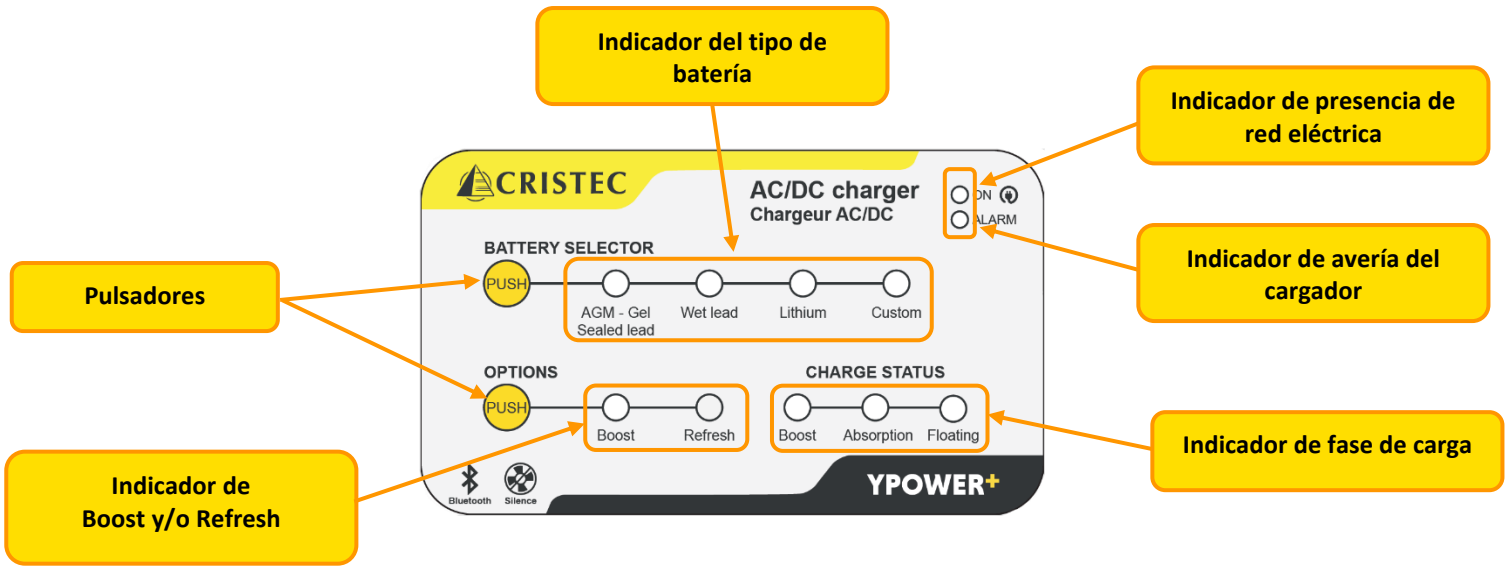 Indicador del tipo de
batería
Indicador de presencia de
red eléctrica
CRISTEC
AC/DC charger
Chargeur AC/DC
ON
ALARM
BATTERY SELECTOR
Indicador de avería del
cargador
Pulsadores
PUSH
AGM - Gel
Sealed lead
Wet lead
Lithium
Custom
OPTIONS
CHARGE STATUS
PUSH
Boost
Refresh
Boost
Absorption
Floating
Indicador de fase de carga
Indicador de
Boost y/o Refresh
Bluetooth
Silence
YPOWER+